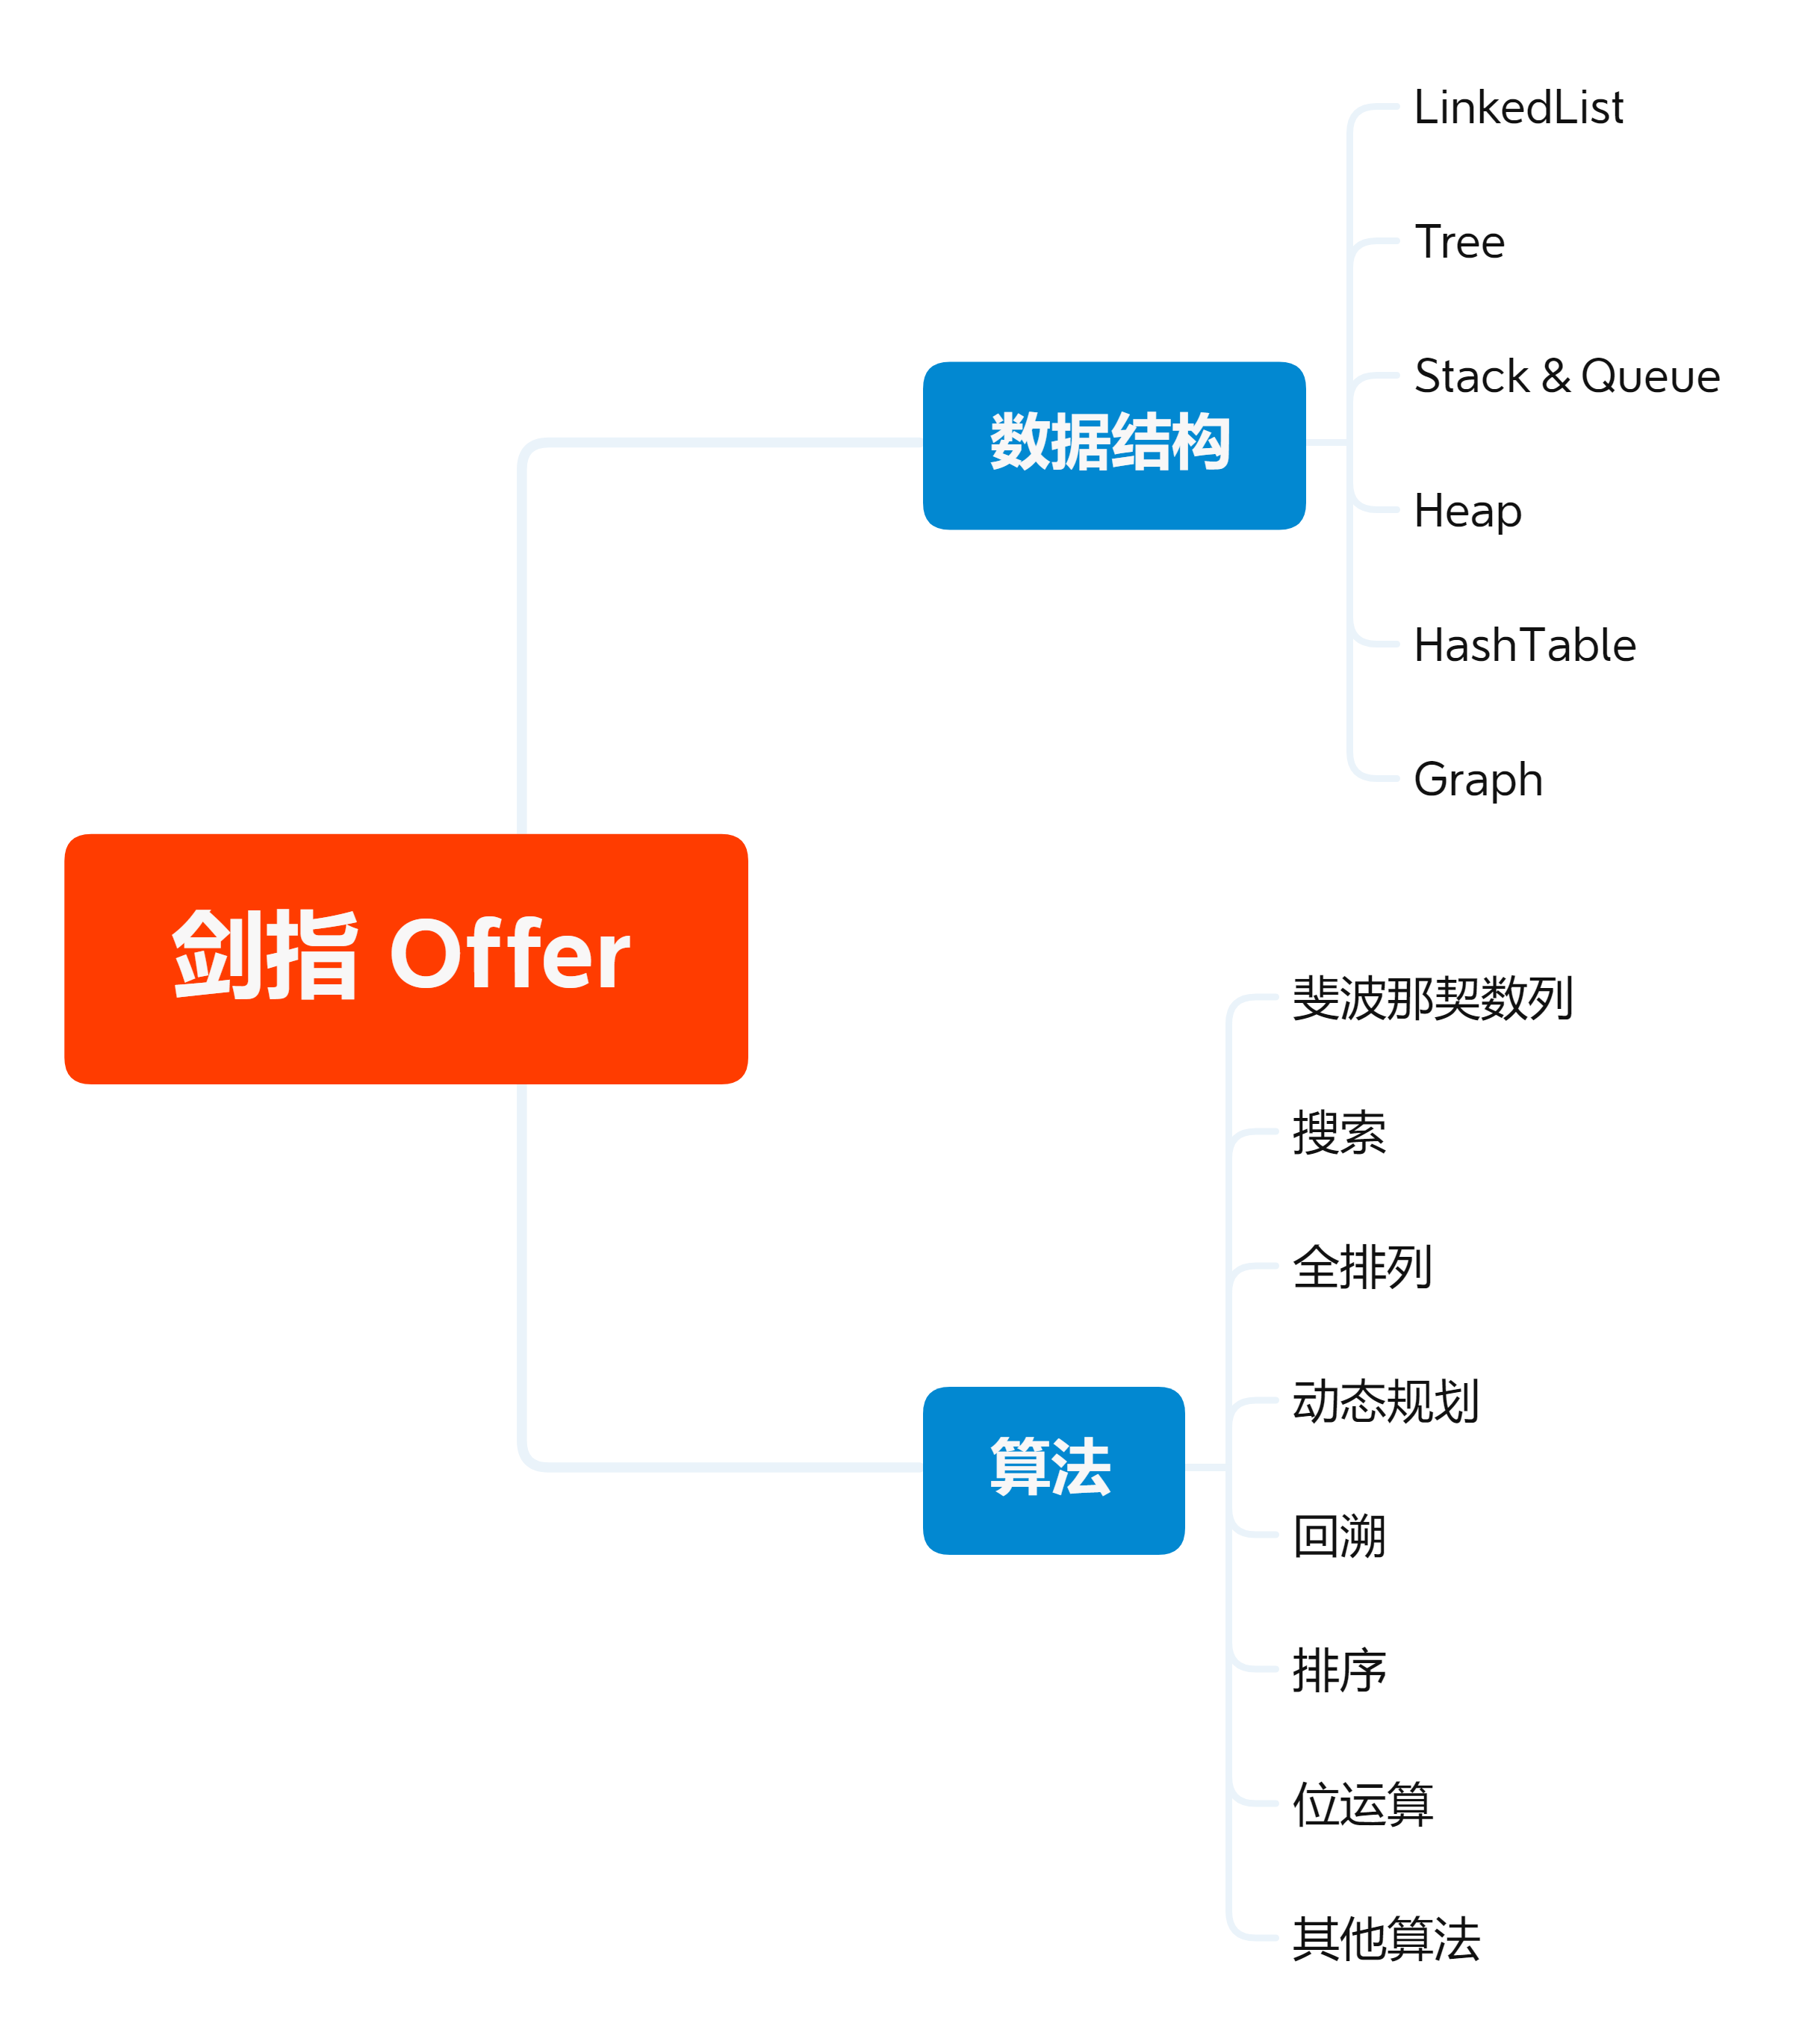 剑指 Offer
数据结构
LinkedList
Tree
Stack & Queue
Heap
HashTable
Graph
算法
斐波那契数列
搜索
全排列
动态规划
回溯
排序
位运算
其他算法